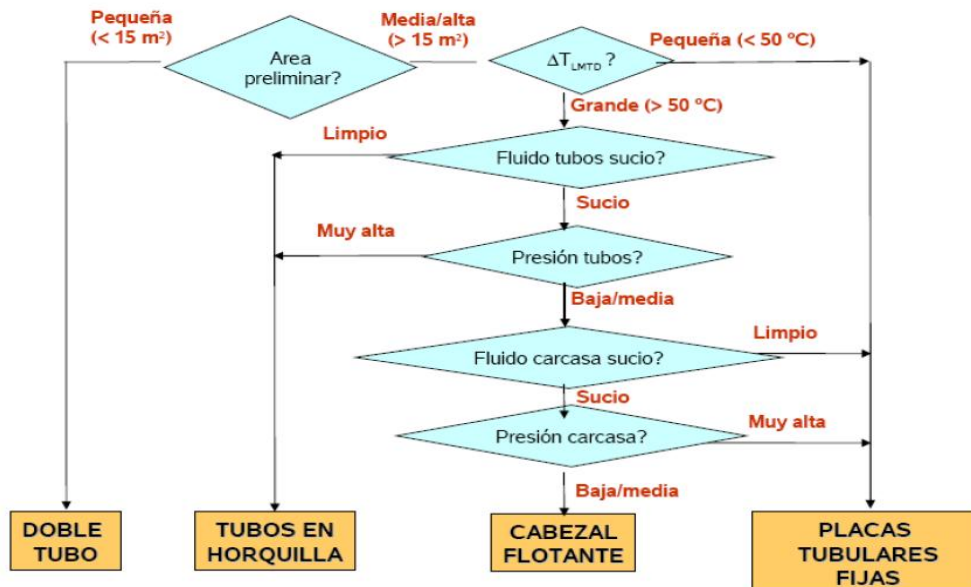 Pequeña
(< 15 m²)
Media/alta
(> 15 m²)
Area
preliminar?
ΔT LMTD ?
Pequeña (< 50 ºC)
Grande (> 50 ºC)
Limpio
Fluido tubos sucio?
Sucio
Muy alta
Presión tubos?
Baja/media
Limpio
Fluido carcasa sucio?
Sucio
Muy alta
Presión carcasa?
Baja/media
DOBLE
TUBO
TUBOS EN
HORQUILLA
CABEZAL
FLOTANTE
PLACAS
TUBULARES
FIJAS